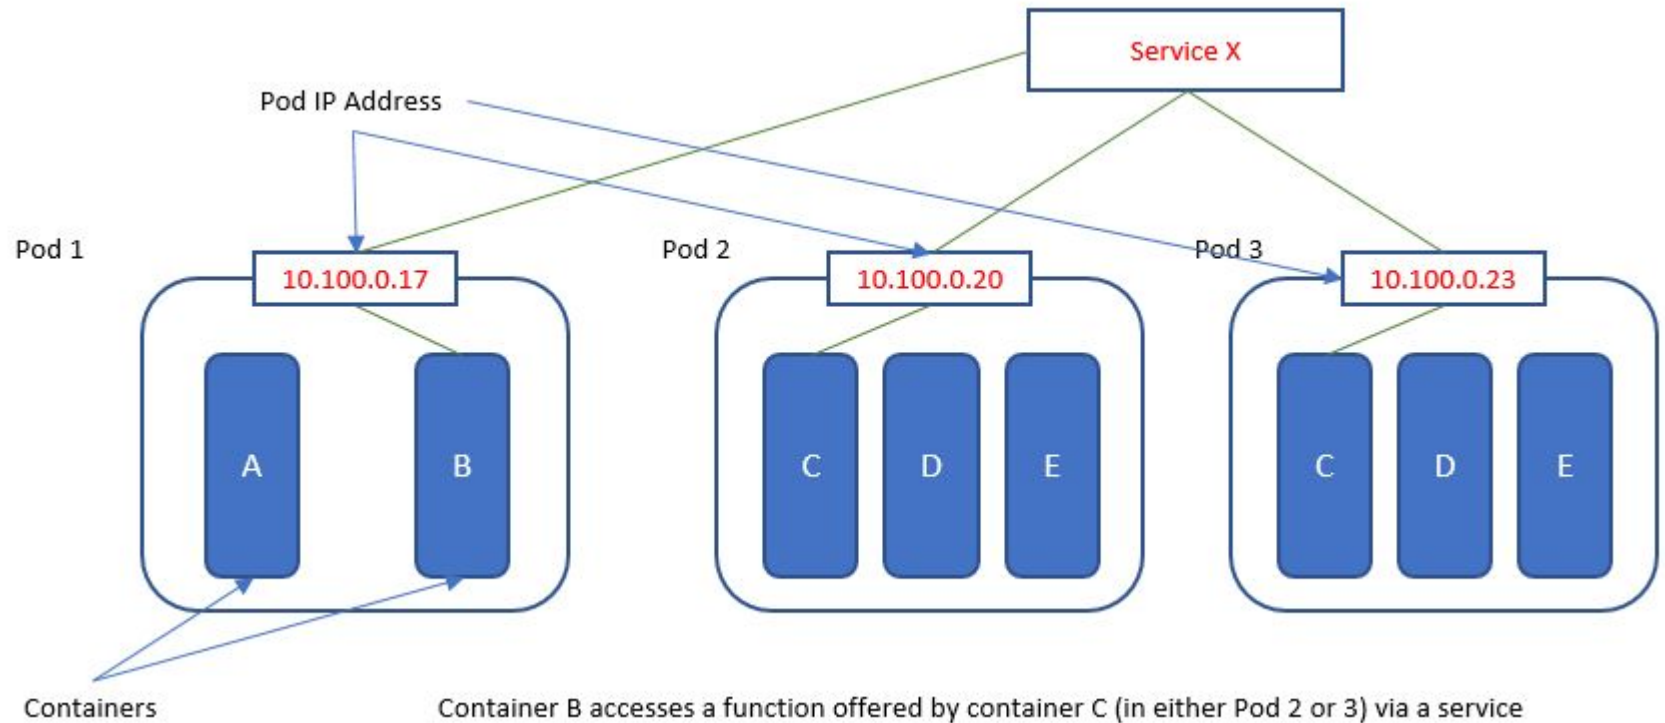 Service X
Pod IP Address
Pod 1
Pod 2
Pod 3
10.100.0.17
10.100.0.20
10.100.0.23
A
B
C
D
E
C
D
E
Containers
Container B accesses a function offered by container C (in either Pod 2 or 3) via a service